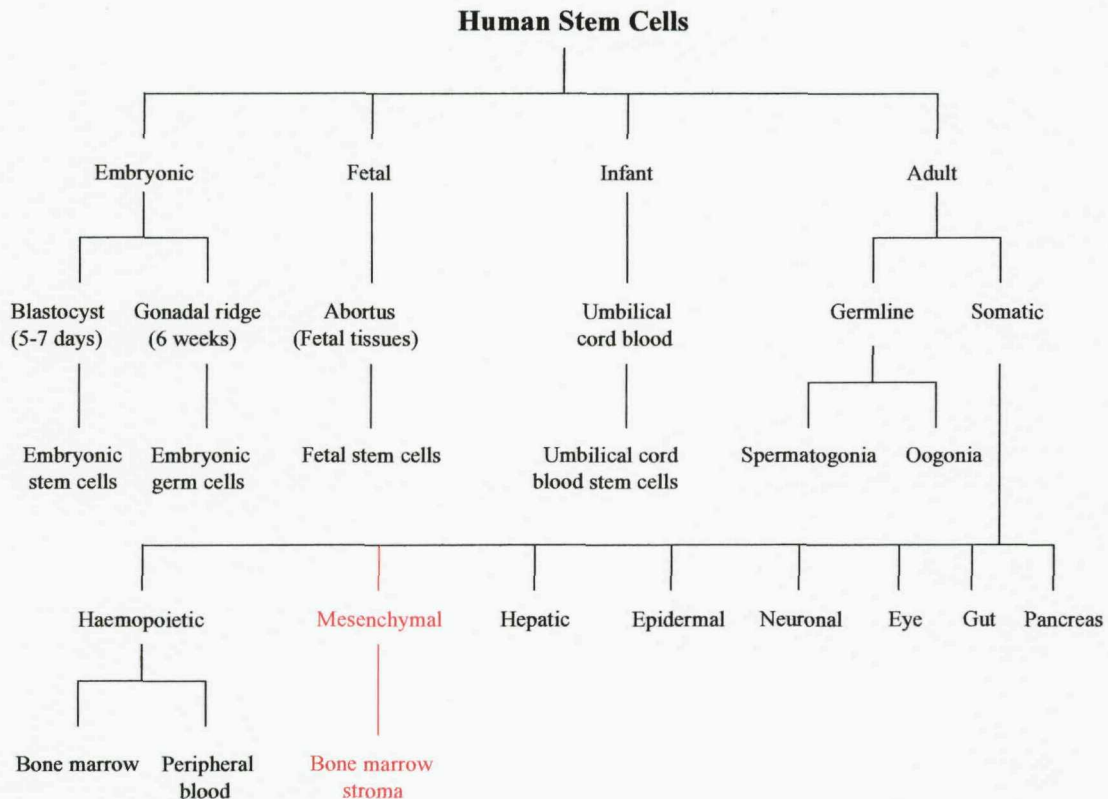 Human Stem Cells
Embryonic
Fetal
Infant
Adult
Blastocyst
(5-7 days)
Gonadal ridge
(6 weeks)
Abortus
(Fetal tissues)
Umbilical
cord blood
Germline
Somatic
Embryonic
stem cells
Embryonic
germ cells
Fetal stem cells
Umbilical cord
blood stem cells
Spermatogonia
Oogonia
Haemopoietic
Mesenchymal
Hepatic
Epidermal
Neuronal
Eye
Gut
Pancreas
Bone marrow
Peripheral
blood
Bone marrow
stroma